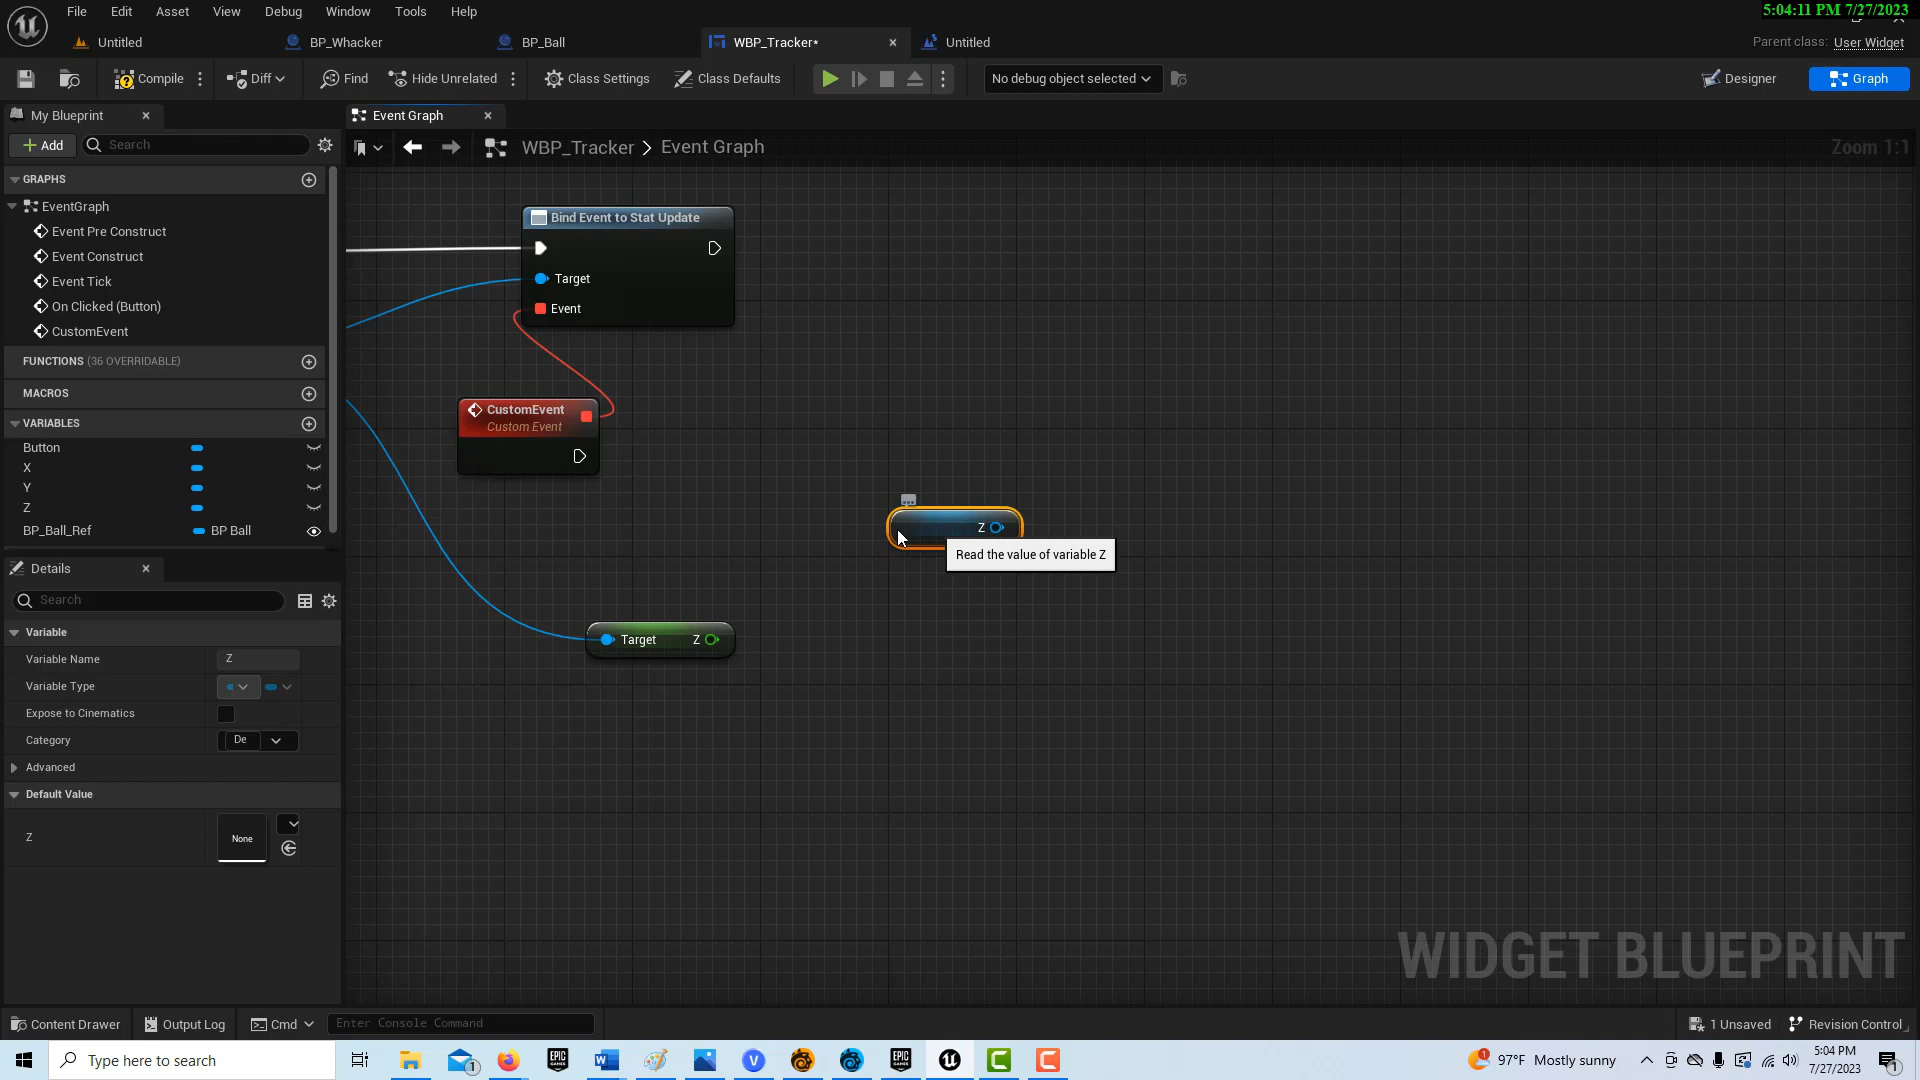 File Edit Asset View Debug Window Tools Help
5:04:11 PM 7/27/2023
Untitled BP_Whacker BP_Ball WBP_Tracker* Untitled
Parent class: User Widget
Compile Diff Find Hide Unrelated Class Settings Class Defaults No debug object selected Designer Graph
My Blueprint
Event Graph
Add Search
WBP_Tracker > Event Graph
Zoom 1:1
GRAPHS
EventGraph
Event Pre Construct
Event Construct
Event Tick
On Clicked (Button)
CustomEvent
FUNCTIONS (36 OVERRIDABLE)
MACROS
VARIABLES
Button
X
Y
Z
BP_Ball_Ref BP Ball
Bind Event to Stat Update
Target
Event
CustomEvent
Custom Event
Z
Read the value of variable Z
Target Z
Details
Search
Variable
Variable Name Z
Variable Type
Expose to Cinematics
Category De
Advanced
Default Value
Z None
WIDGET BLUEPRINT
Content Drawer Output Log Cmd Enter Console Command 1 Unsaved Revision Control
Type here to search
EPIC GAMES
EPIC GAMES
97°F Mostly sunny
5:04 PM
7/27/2023